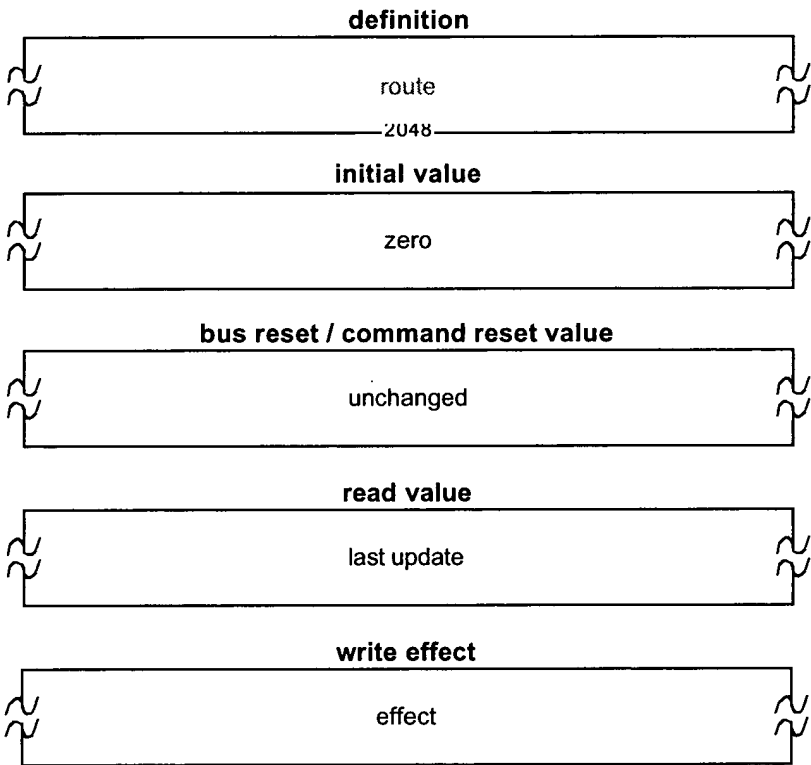 definition
route
2048
initial value
zero
bus reset / command reset value
unchanged
read value
last update
write effect
effect